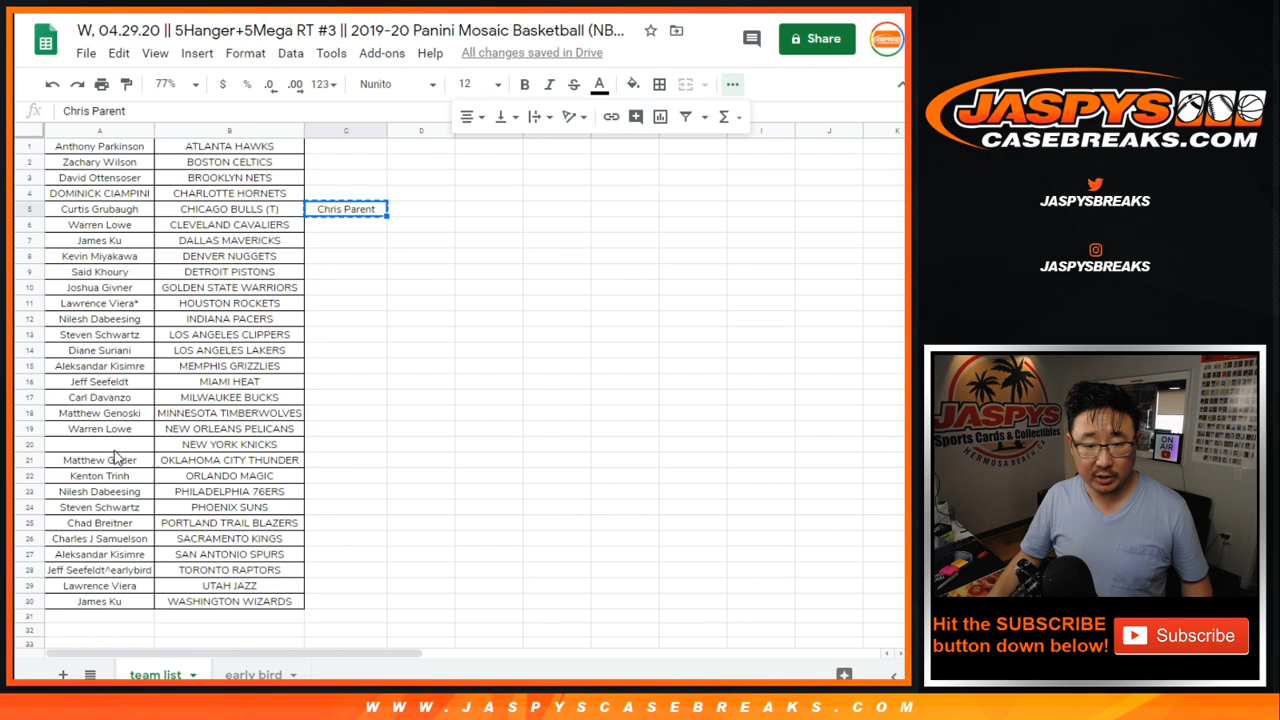 W, 04.29.20 || 5Hanger+5Mega RT #3 || 2019-20 Panini Mosaic Basketball (NB...
Share
File Edit View Insert Format Data Tools Add-ons Help All changes saved in Drive
77% $ % .0 .00 123 Nunito 12 B I S A
fx Chris Parent
A B C D E F G H I J K
1 Anthony Parkinson ATLANTA HAWKS
2 Zachary Wilson BOSTON CELTICS
3 David Ottensoser BROOKLYN NETS
4 DOMINICK CIAMPINI CHARLOTTE HORNETS
5 Curtis Grubaugh CHICAGO BULLS (T) Chris Parent
6 Warren Lowe CLEVELAND CAVALIERS
7 James Ku DALLAS MAVERICKS
8 Kevin Miyakawa DENVER NUGGETS
9 Said Khoury DETROIT PISTONS
10 Joshua Givner GOLDEN STATE WARRIORS
11 Lawrence Viera* HOUSTON ROCKETS
12 Nilesh Dabeesing INDIANA PACERS
13 Steven Schwartz LOS ANGELES CLIPPERS
14 Diane Suriani LOS ANGELES LAKERS
15 Aleksandar Kisimre MEMPHIS GRIZZLIES
16 Jeff Seefeldt MIAMI HEAT
17 Carl Davanzo MILWAUKEE BUCKS
18 Matthew Genoski MINNESOTA TIMBERWOLVES
19 Warren Lowe NEW ORLEANS PELICANS
20 NEW YORK KNICKS
21 Matthew OKLAHOMA CITY THUNDER
22 Kenton Trinh ORLANDO MAGIC
23 Nilesh Dabeesing PHILADELPHIA 76ERS
24 Steven Schwartz PHOENIX SUNS
25 Chad Breitner PORTLAND TRAIL BLAZERS
26 Charles J Samuelson SACRAMENTO KINGS
27 Aleksandar Kisimre SAN ANTONIO SPURS
28 Jeff Seefeldt^earlybird TORONTO RAPTORS
29 Lawrence Viera UTAH JAZZ
30 James Ku WASHINGTON WIZARDS
31
32
33
team list early bird
JASPYS
CASEBREAKS.COM
JASPYSBREAKS
JASPYSBREAKS
JASPYS
Sports Cards & Collectibles
HERMOSA BEACH
ON AIR
Hit the SUBSCRIBE
button down below!
Subscribe
WWW.JASPYSCASEBREAKS.COM